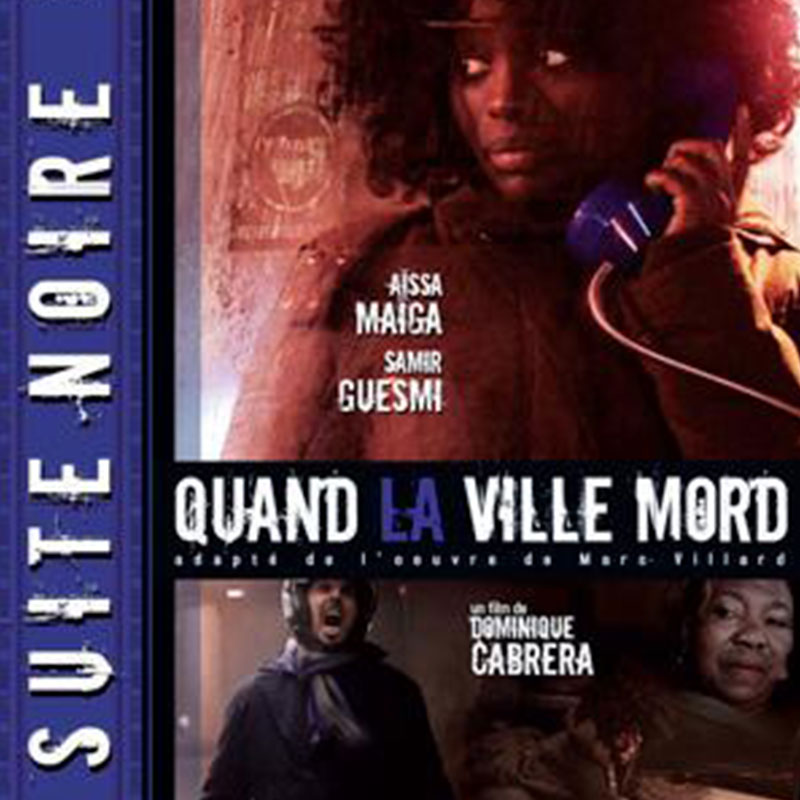 SUITE NOIRE
AÏSSA
MAIGA
SAMIR
GUESMI
QUAND LA VILLE MORD
adapté de l'oeuvre de Marc Villard
un film de
DOMINIQUE
CABRERA